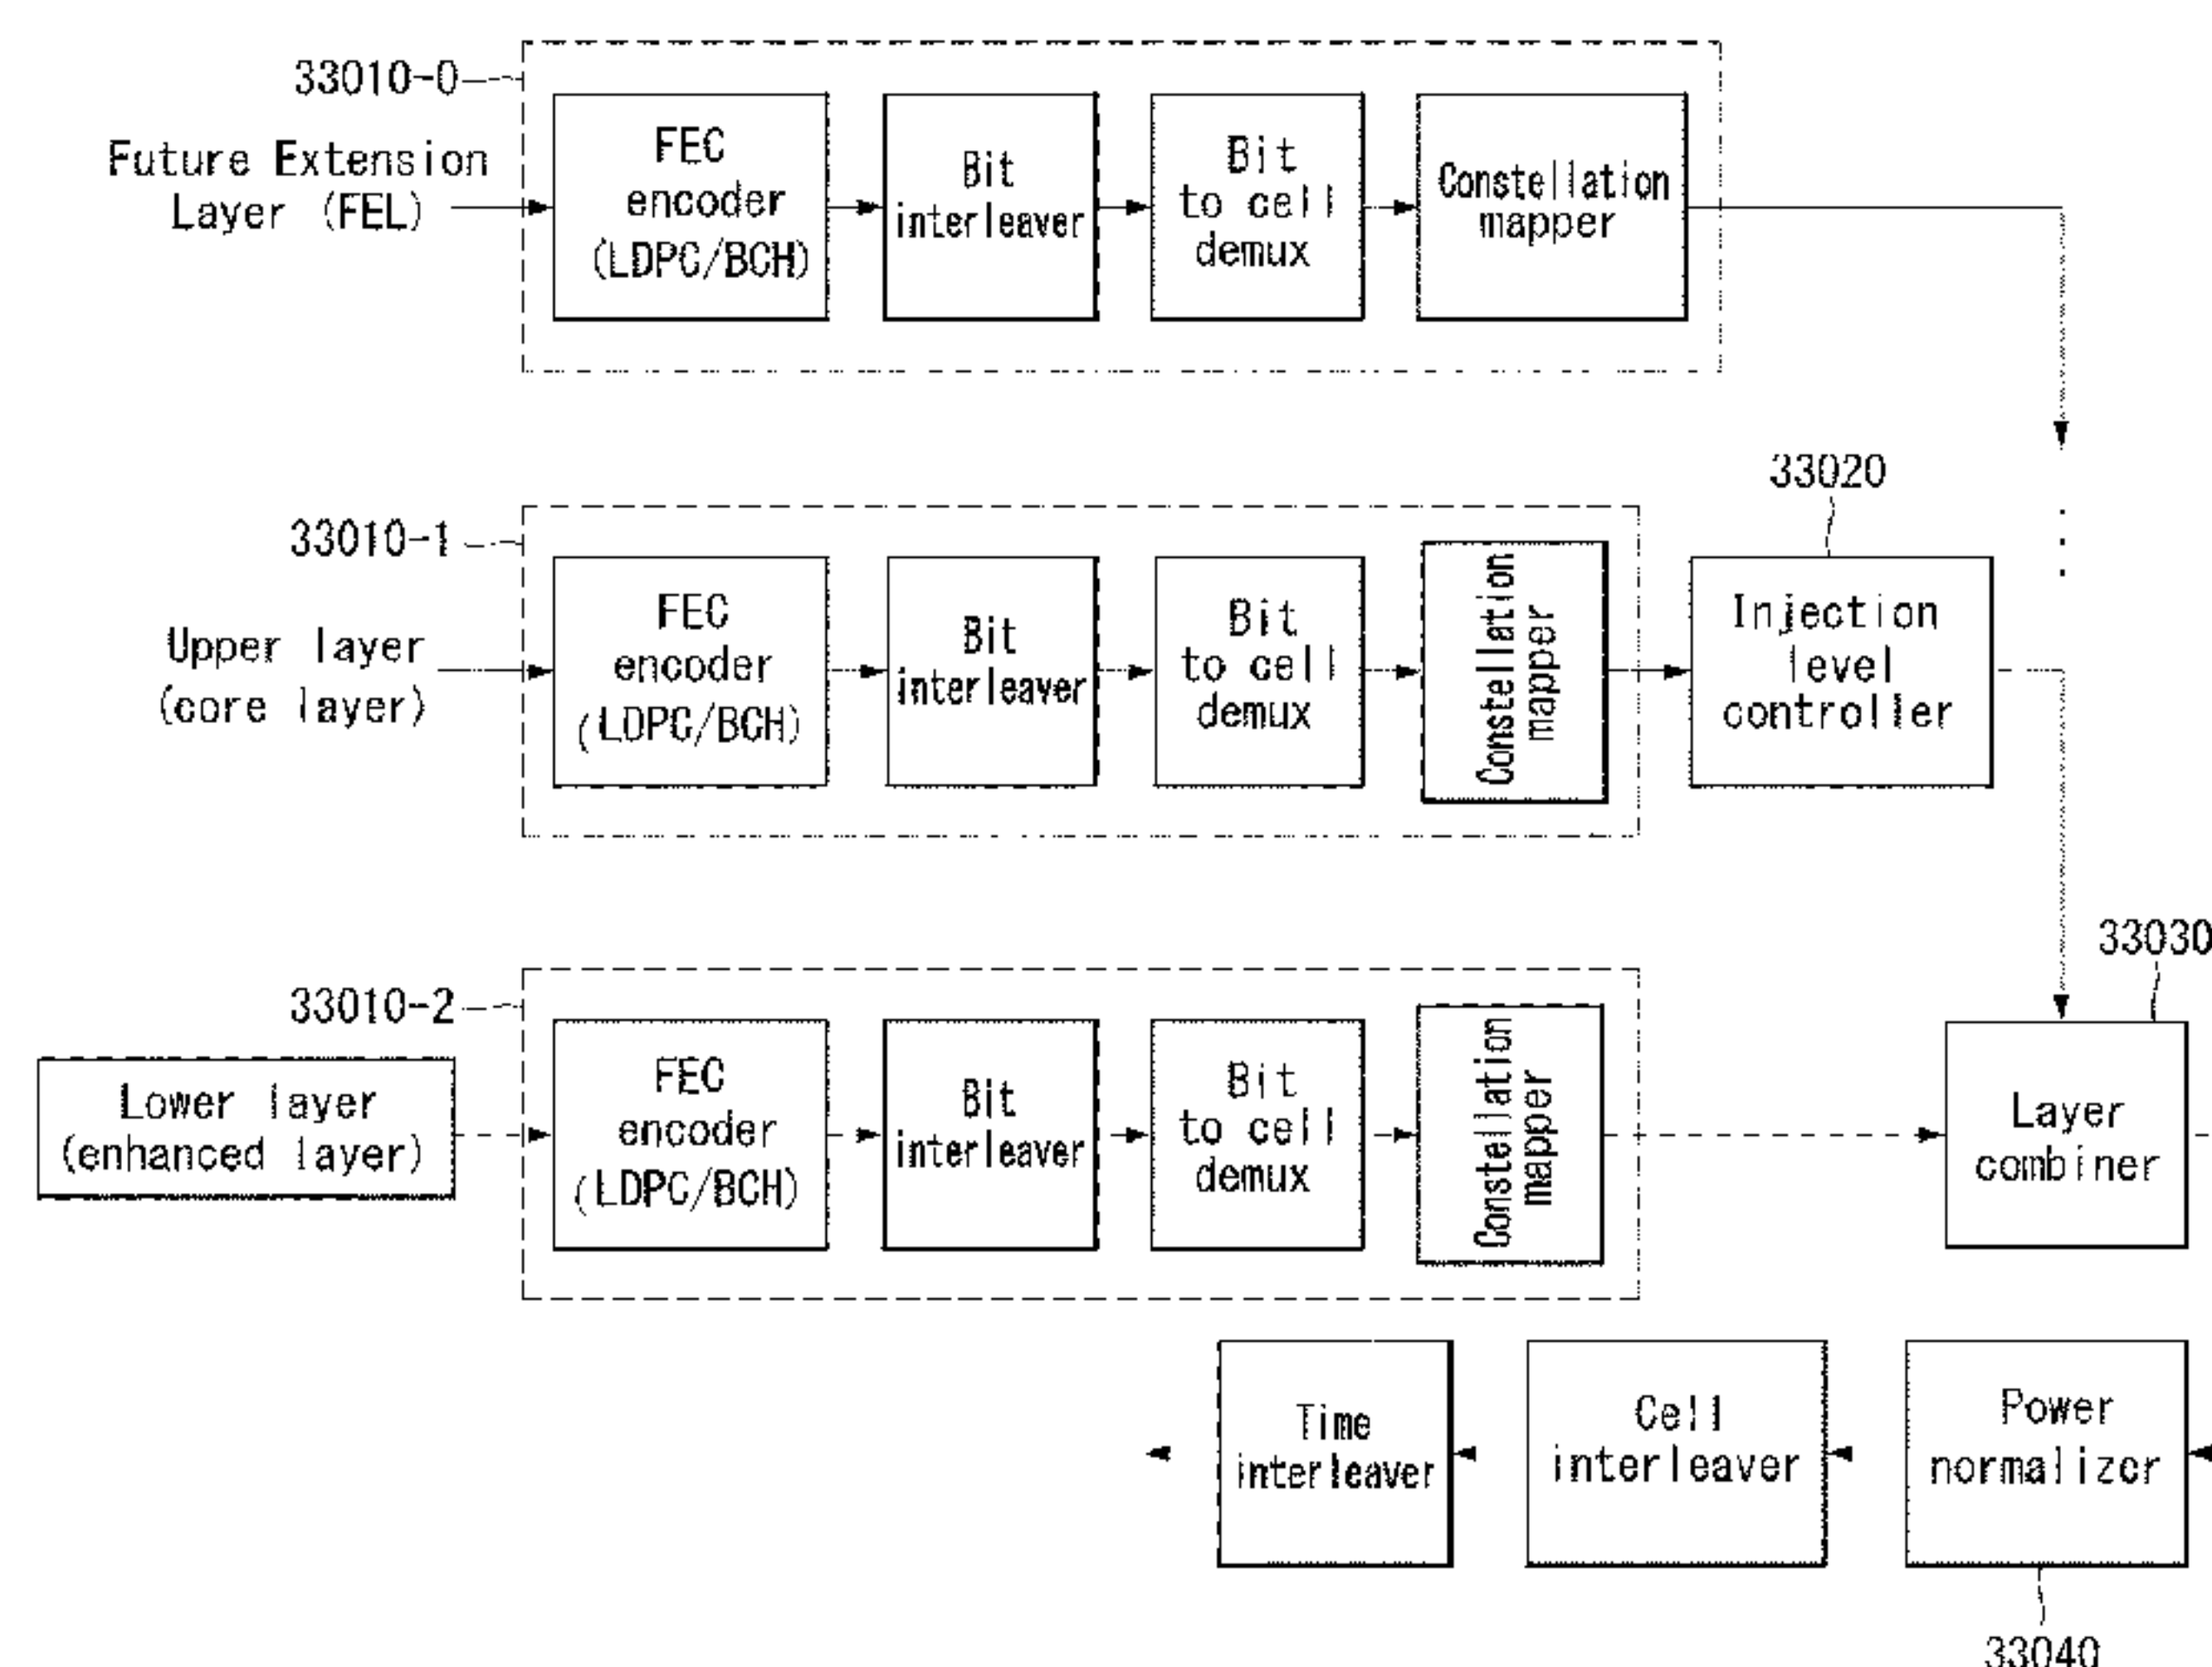 33010-0
Future Extension
Layer (FEL)
FEC
encoder
(LDPC/BCH)
Bit
interleaver
Bit
to cell
demux
Constellation
mapper
33010-1
Upper layer
(core layer)
FEC
encoder
(LDPC/BCH)
Bit
interleaver
Bit
to cell
demux
Constellation
mapper
33020
Injection
level
controller
33010-2
Lower layer
(enhanced layer)
FEC
encoder
(LDPC/BCH)
Bit
interleaver
Bit
to cell
demux
Constellation
mapper
33030
Layer
combiner
Time
interleaver
Cell
interleaver
Power
normalizer
33040